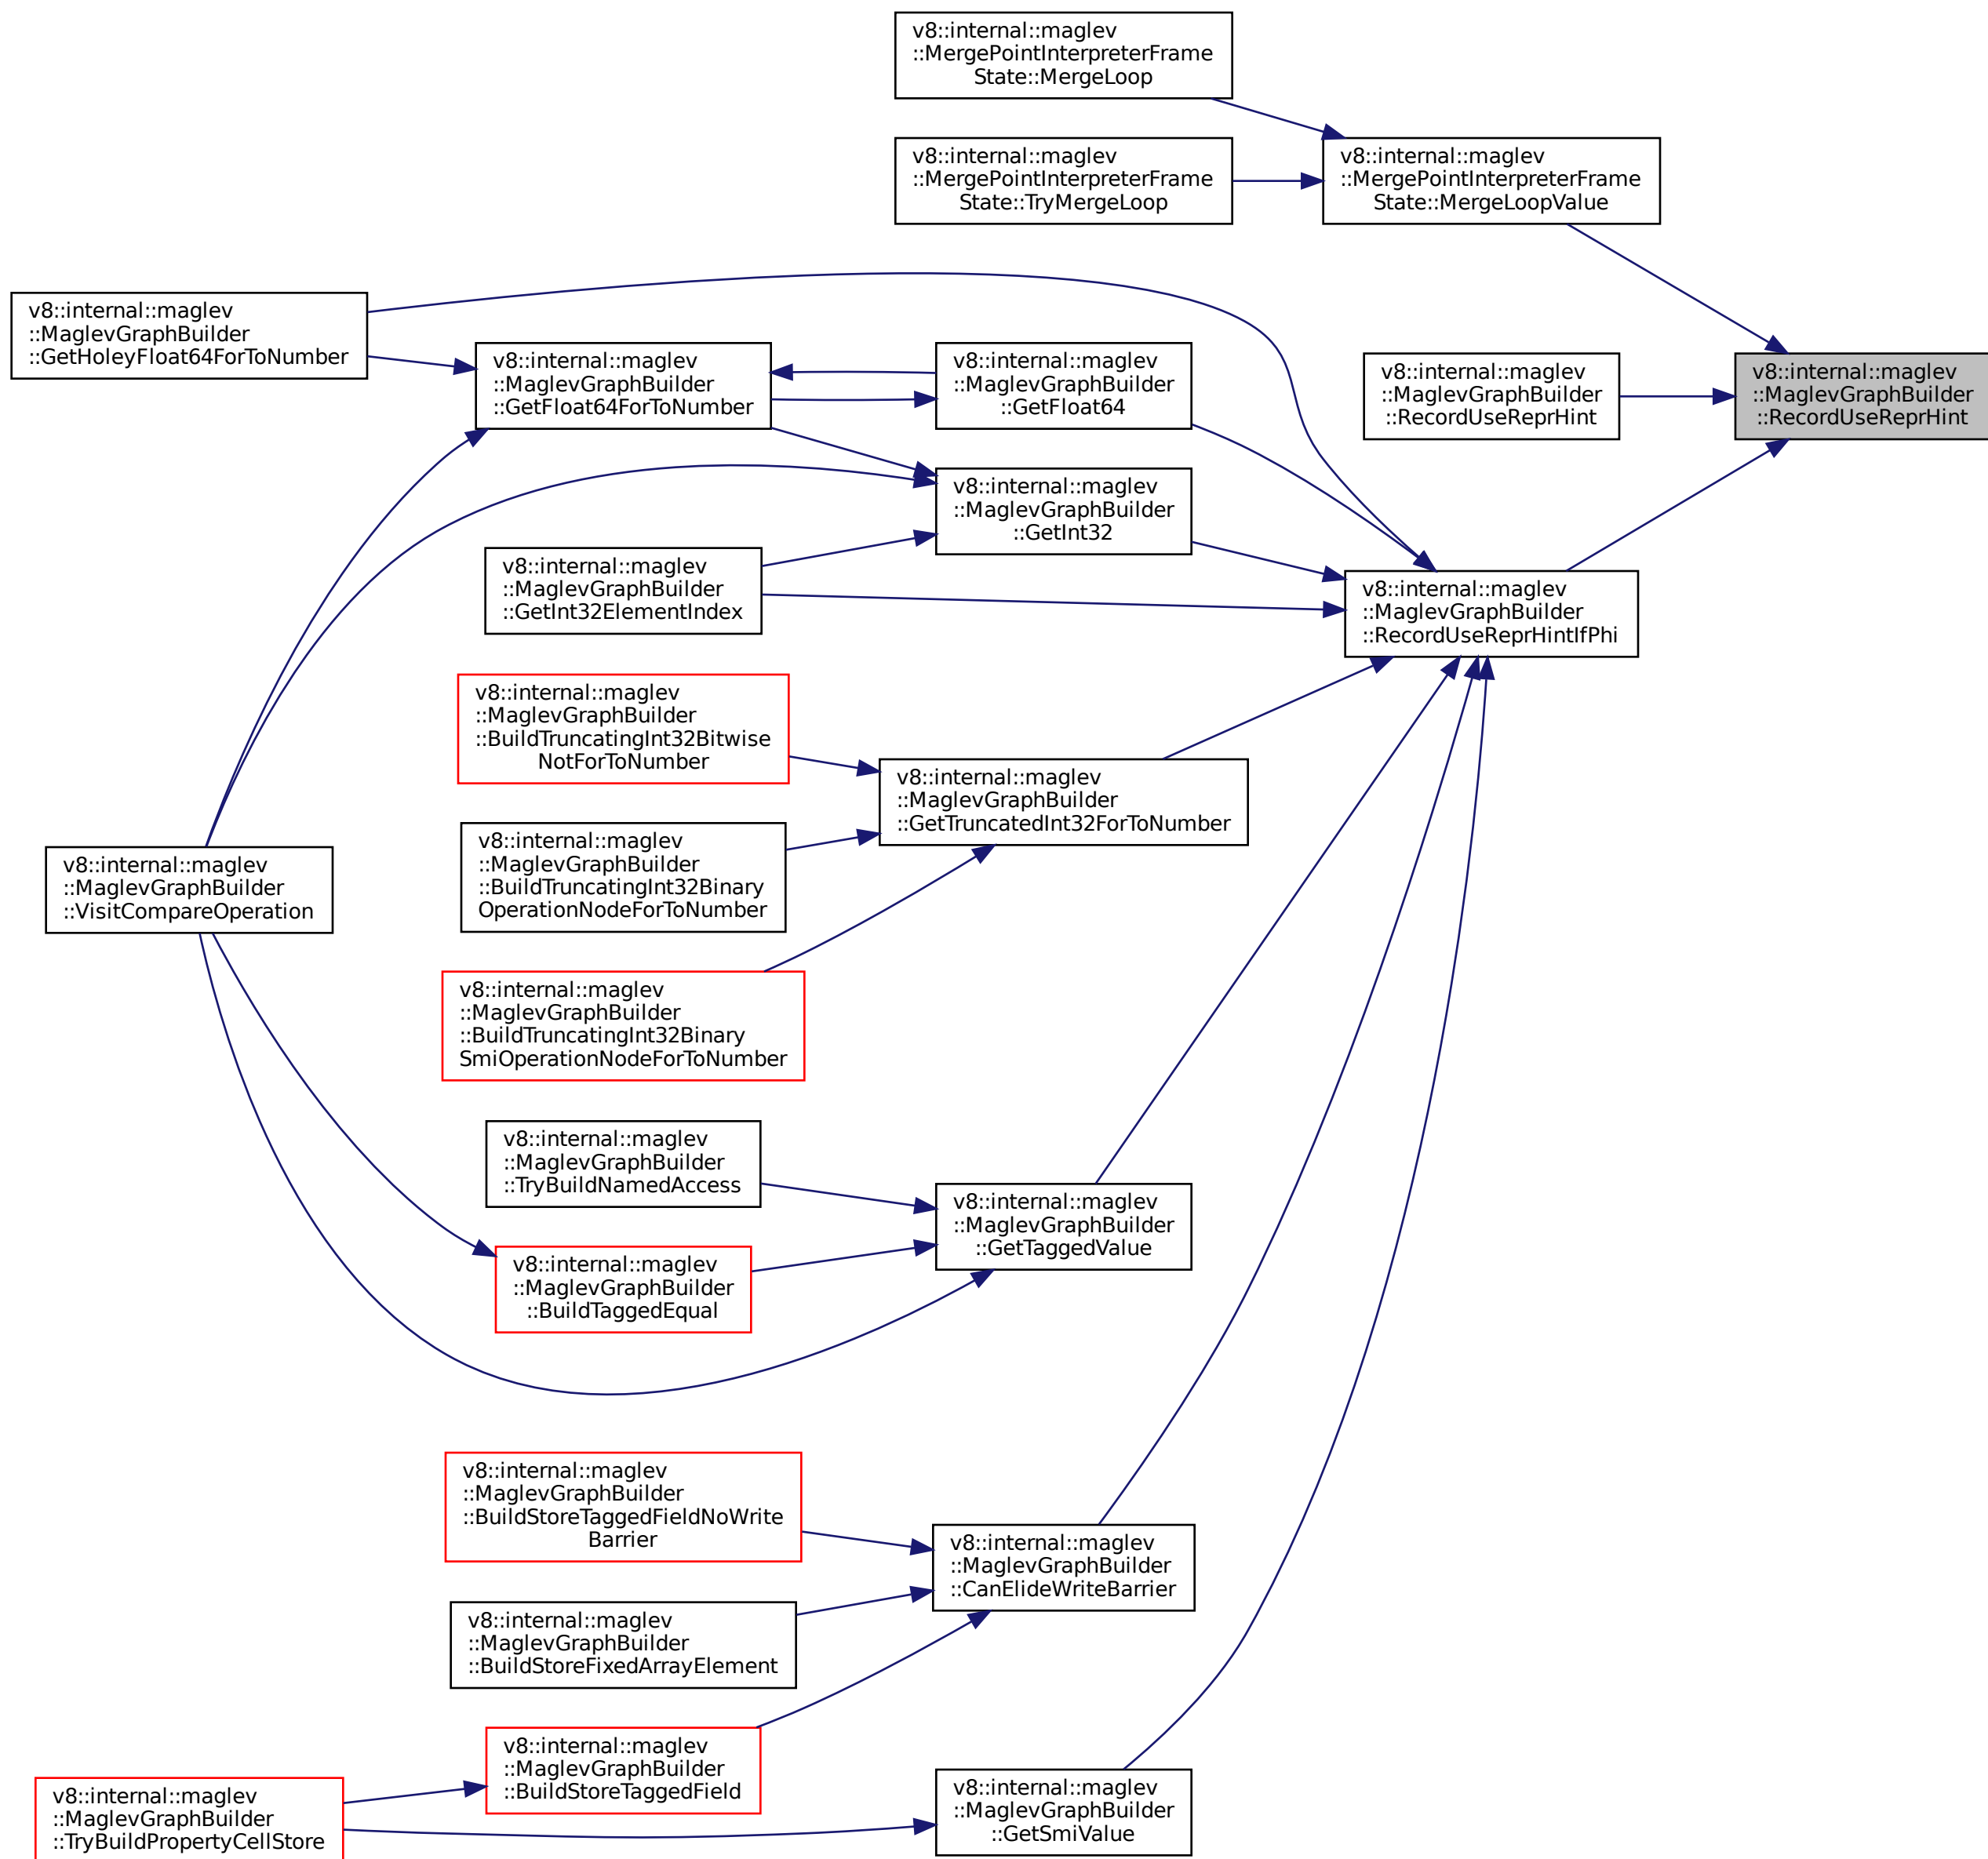 v8::internal::maglev
::MergePointInterpreterFrame
State::MergeLoop
v8::internal::maglev
::MergePointInterpreterFrame
State::TryMergeLoop
v8::internal::maglev
::MergePointInterpreterFrame
State::MergeLoopValue
v8::internal::maglev
::MaglevGraphBuilder
::GetHoleyFloat64ForToNumber
v8::internal::maglev
::MaglevGraphBuilder
::GetFloat64ForToNumber
v8::internal::maglev
::MaglevGraphBuilder
::GetFloat64
v8::internal::maglev
::MaglevGraphBuilder
::RecordUseReprHint
v8::internal::maglev
::MaglevGraphBuilder
::RecordUseReprHint
v8::internal::maglev
::MaglevGraphBuilder
::GetInt32
v8::internal::maglev
::MaglevGraphBuilder
::GetInt32ElementIndex
v8::internal::maglev
::MaglevGraphBuilder
::RecordUseReprHintIfPhi
v8::internal::maglev
::MaglevGraphBuilder
::BuildTruncatingInt32Bitwise
NotForToNumber
v8::internal::maglev
::MaglevGraphBuilder
::GetTruncatedInt32ForToNumber
v8::internal::maglev
::MaglevGraphBuilder
::BuildTruncatingInt32Binary
OperationNodeForToNumber
v8::internal::maglev
::MaglevGraphBuilder
::VisitCompareOperation
v8::internal::maglev
::MaglevGraphBuilder
::BuildTruncatingInt32Binary
SmiOperationNodeForToNumber
v8::internal::maglev
::MaglevGraphBuilder
::TryBuildNamedAccess
v8::internal::maglev
::MaglevGraphBuilder
::GetTaggedValue
v8::internal::maglev
::MaglevGraphBuilder
::BuildTaggedEqual
v8::internal::maglev
::MaglevGraphBuilder
::BuildStoreTaggedFieldNoWrite
Barrier
v8::internal::maglev
::MaglevGraphBuilder
::CanElideWriteBarrier
v8::internal::maglev
::MaglevGraphBuilder
::BuildStoreFixedArrayElement
v8::internal::maglev
::MaglevGraphBuilder
::BuildStoreTaggedField
v8::internal::maglev
::MaglevGraphBuilder
::TryBuildPropertyCellStore
v8::internal::maglev
::MaglevGraphBuilder
::GetSmiValue